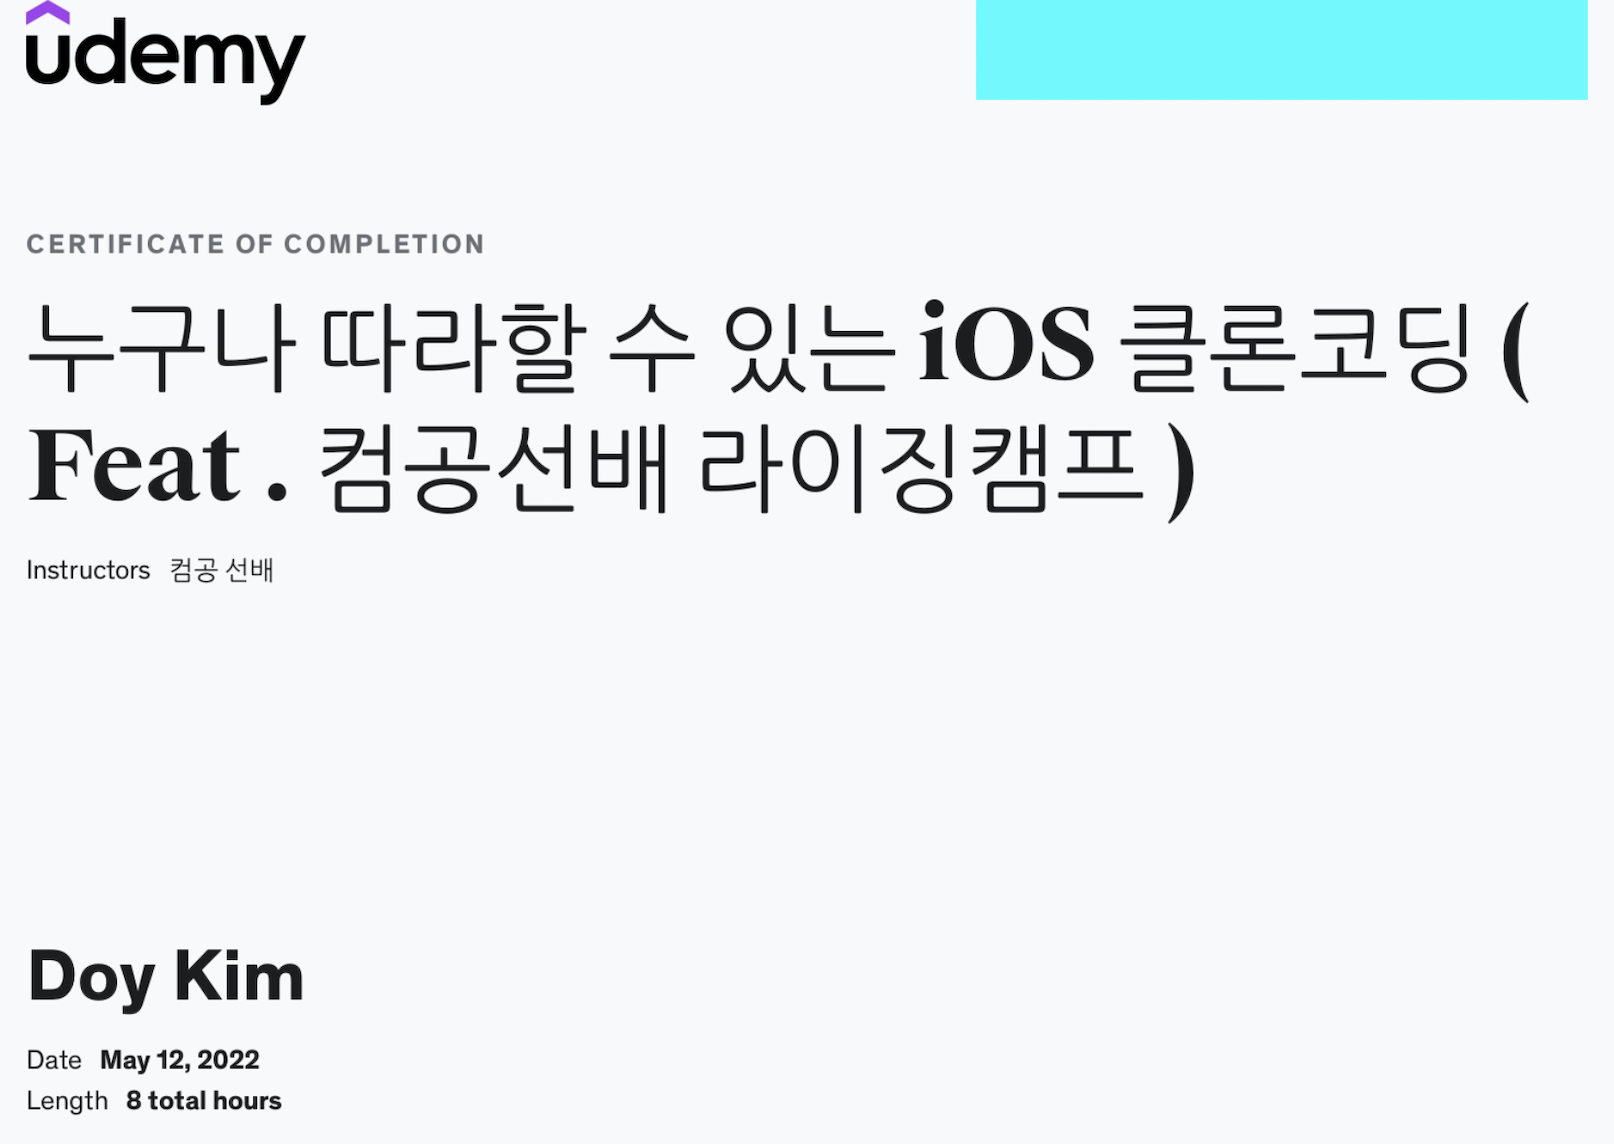 udemy
CERTIFICATE OF COMPLETION
누구나 따라할 수 있는 iOS 클론코딩 (
Feat . 컴공선배 라이징캠프 )
Instructors 컴공 선배
Doy Kim
Date May 12, 2022
Length 8 total hours